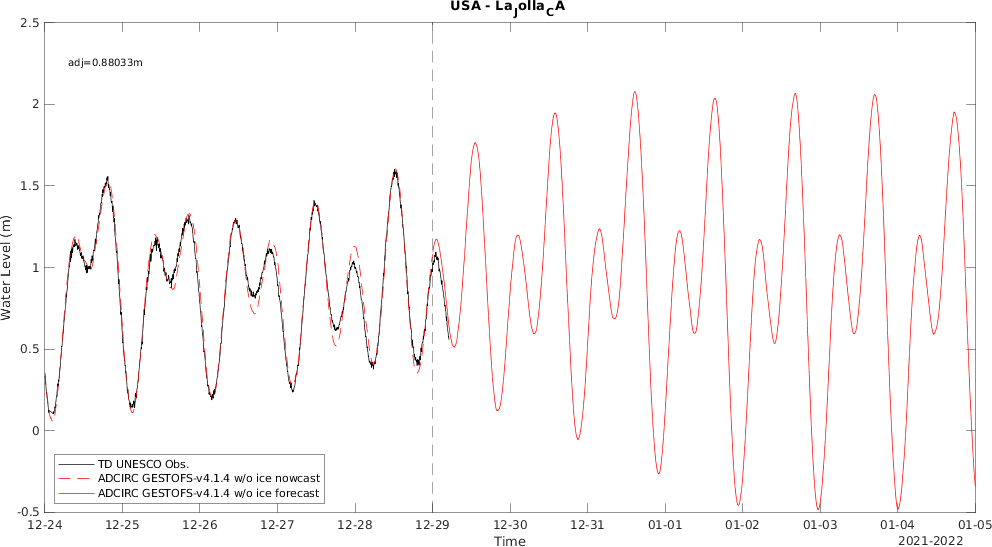 USA - LaJollaCA
2.5
adj=0.88033m
2
1.5
1
0.5
0
-0.5
Water Level (m)
TD UNESCO Obs.
ADCIRC GESTOFS-v4.1.4 w/o ice nowcast
ADCIRC GESTOFS-v4.1.4 w/o ice forecast
12-24 12-25 12-26 12-27 12-28 12-29 12-30 12-31 01-01 01-02 01-03 01-04 01-05
Time
2021-2022